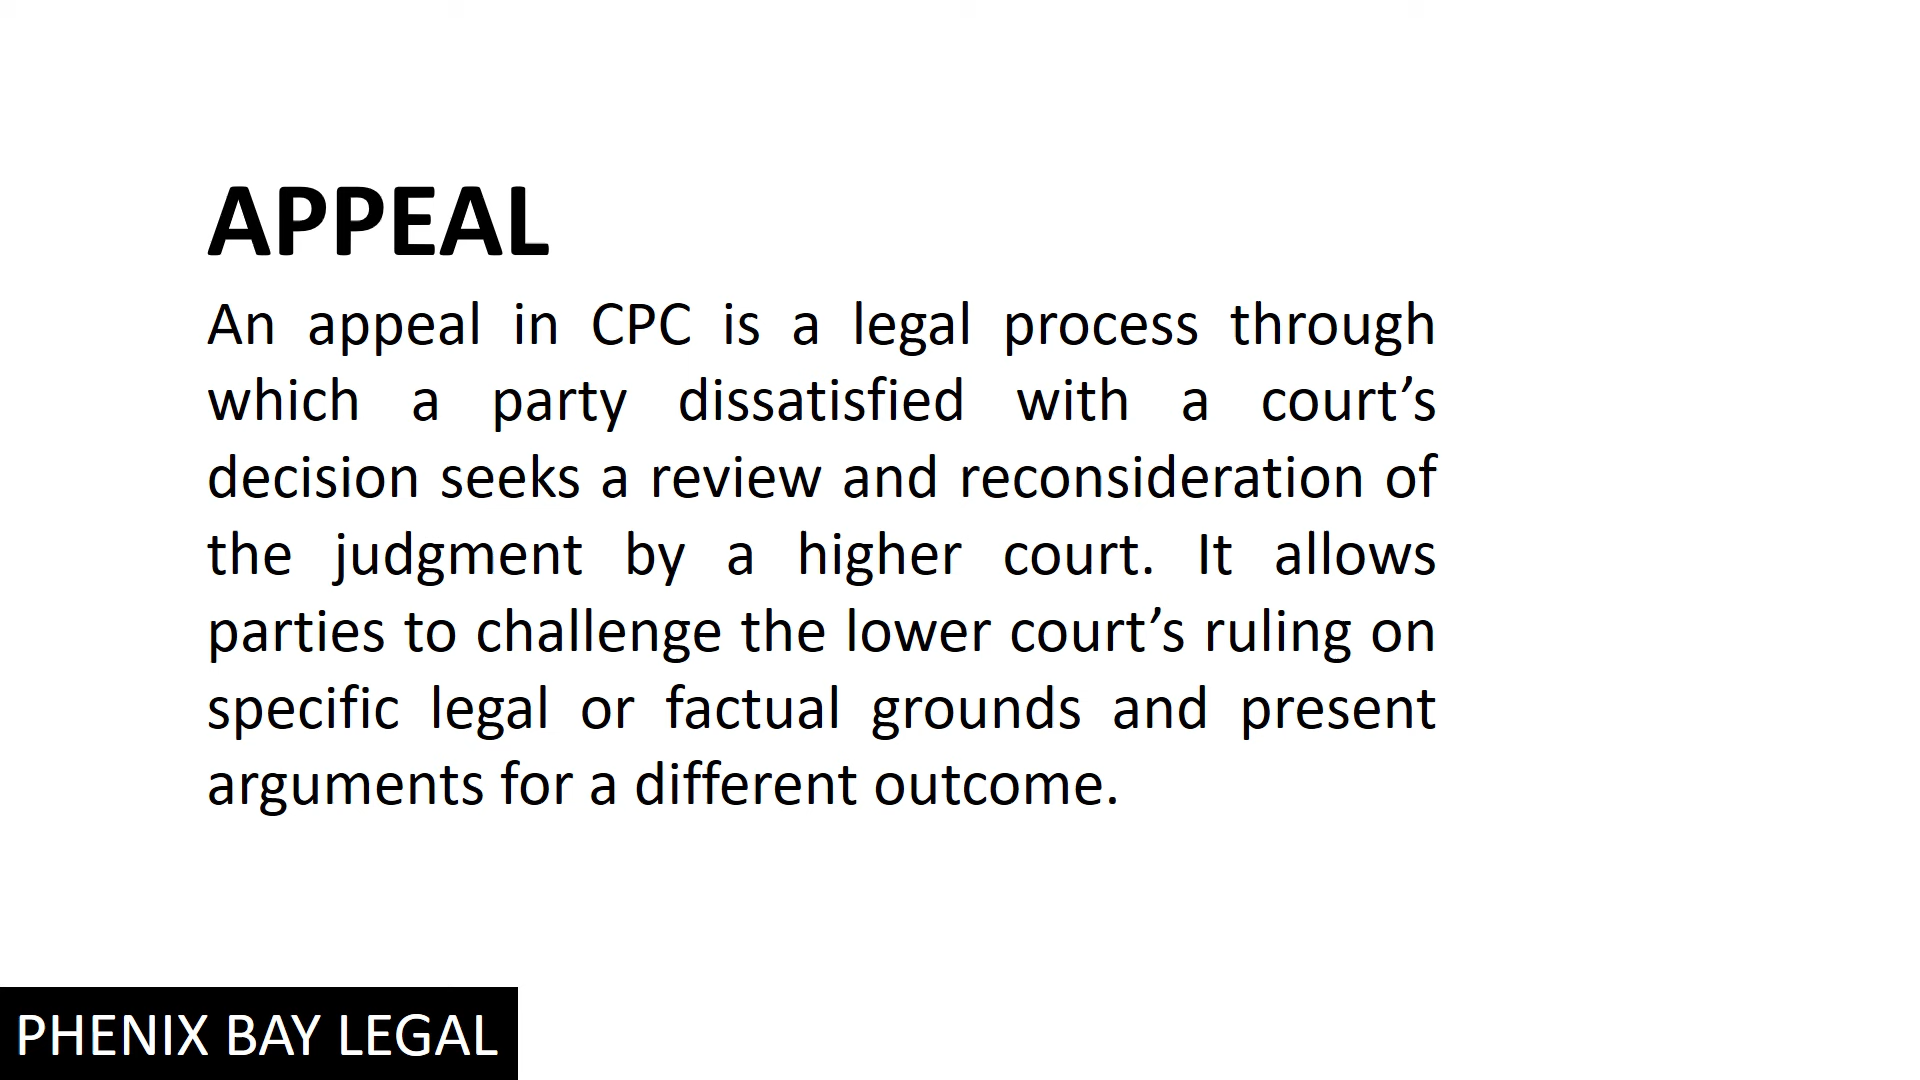 APPEAL
An appeal in CPC is a legal process through
which a party dissatisfied with a court’s
decision seeks a review and reconsideration of
the judgment by a higher court. It allows
parties to challenge the lower court’s ruling on
specific legal or factual grounds and present
arguments for a different outcome.
PHENIX BAY LEGAL